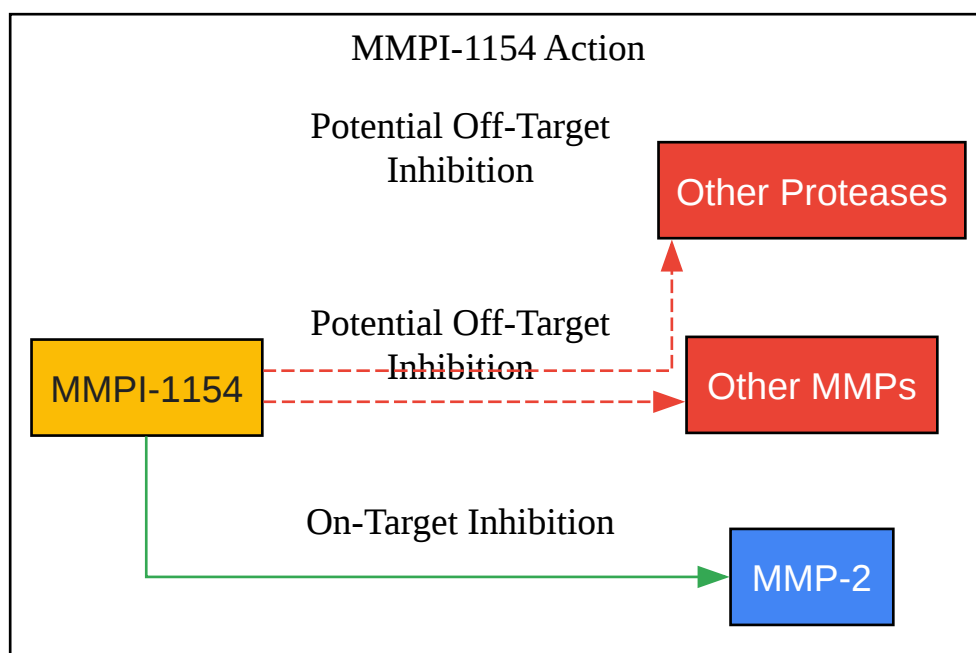 MMPI-1154 Action
Potential Off-Target
Inhibition
Other Proteases
Potential Off-Target
Inhibition
MMPI-1154
Other MMPs
On-Target Inhibition
MMP-2